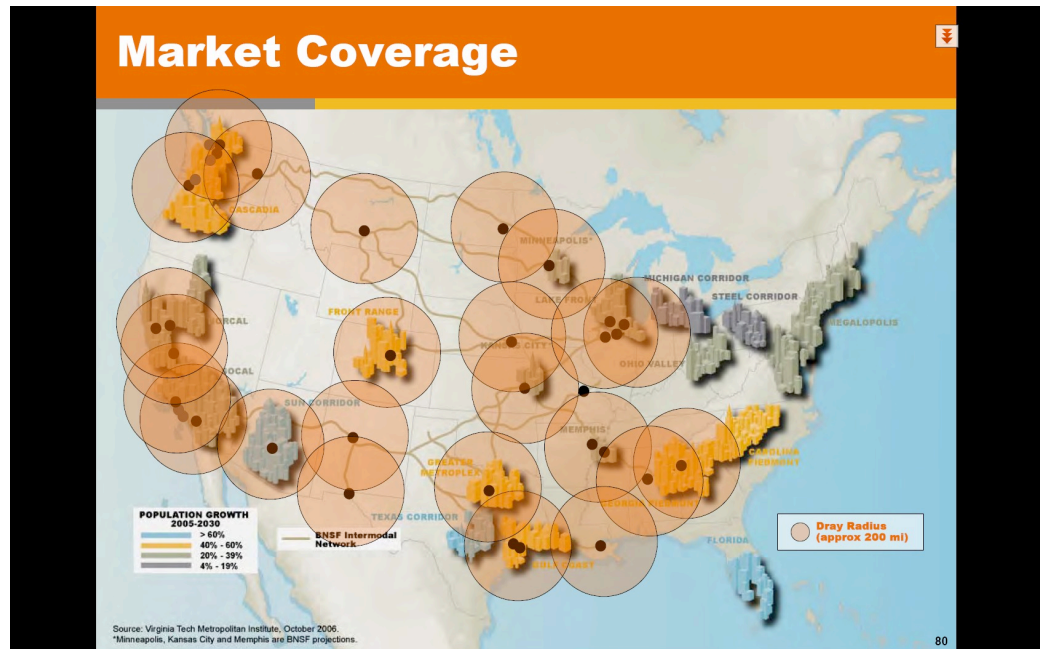 Market Coverage
CASCADIA
MINNEAPOLIS*
MICHIGAN CORRIDOR
STEEL CORRIDOR
LAKE FRONT
FRONT RANGE
NORCAL
MEGALOPOLIS
KANSAS CITY*
OHIO VALLEY
SOCAL
SUN CORRIDOR
MEMPHIS*
CAROLINA
PIEDMONT
GREATER
METROPLEX
GEORGIA PIEDMONT
TEXAS CORRIDOR
GULF COAST
FLORIDA
POPULATION GROWTH
2005-2030
> 60%
40% - 60%
20% - 39%
4% - 19%
BNSF Intermodal
Network
Dray Radius
(approx 200 mi)
Source: Virginia Tech Metropolitan Institute, October 2006.
*Minneapolis, Kansas City and Memphis are BNSF projections.
80